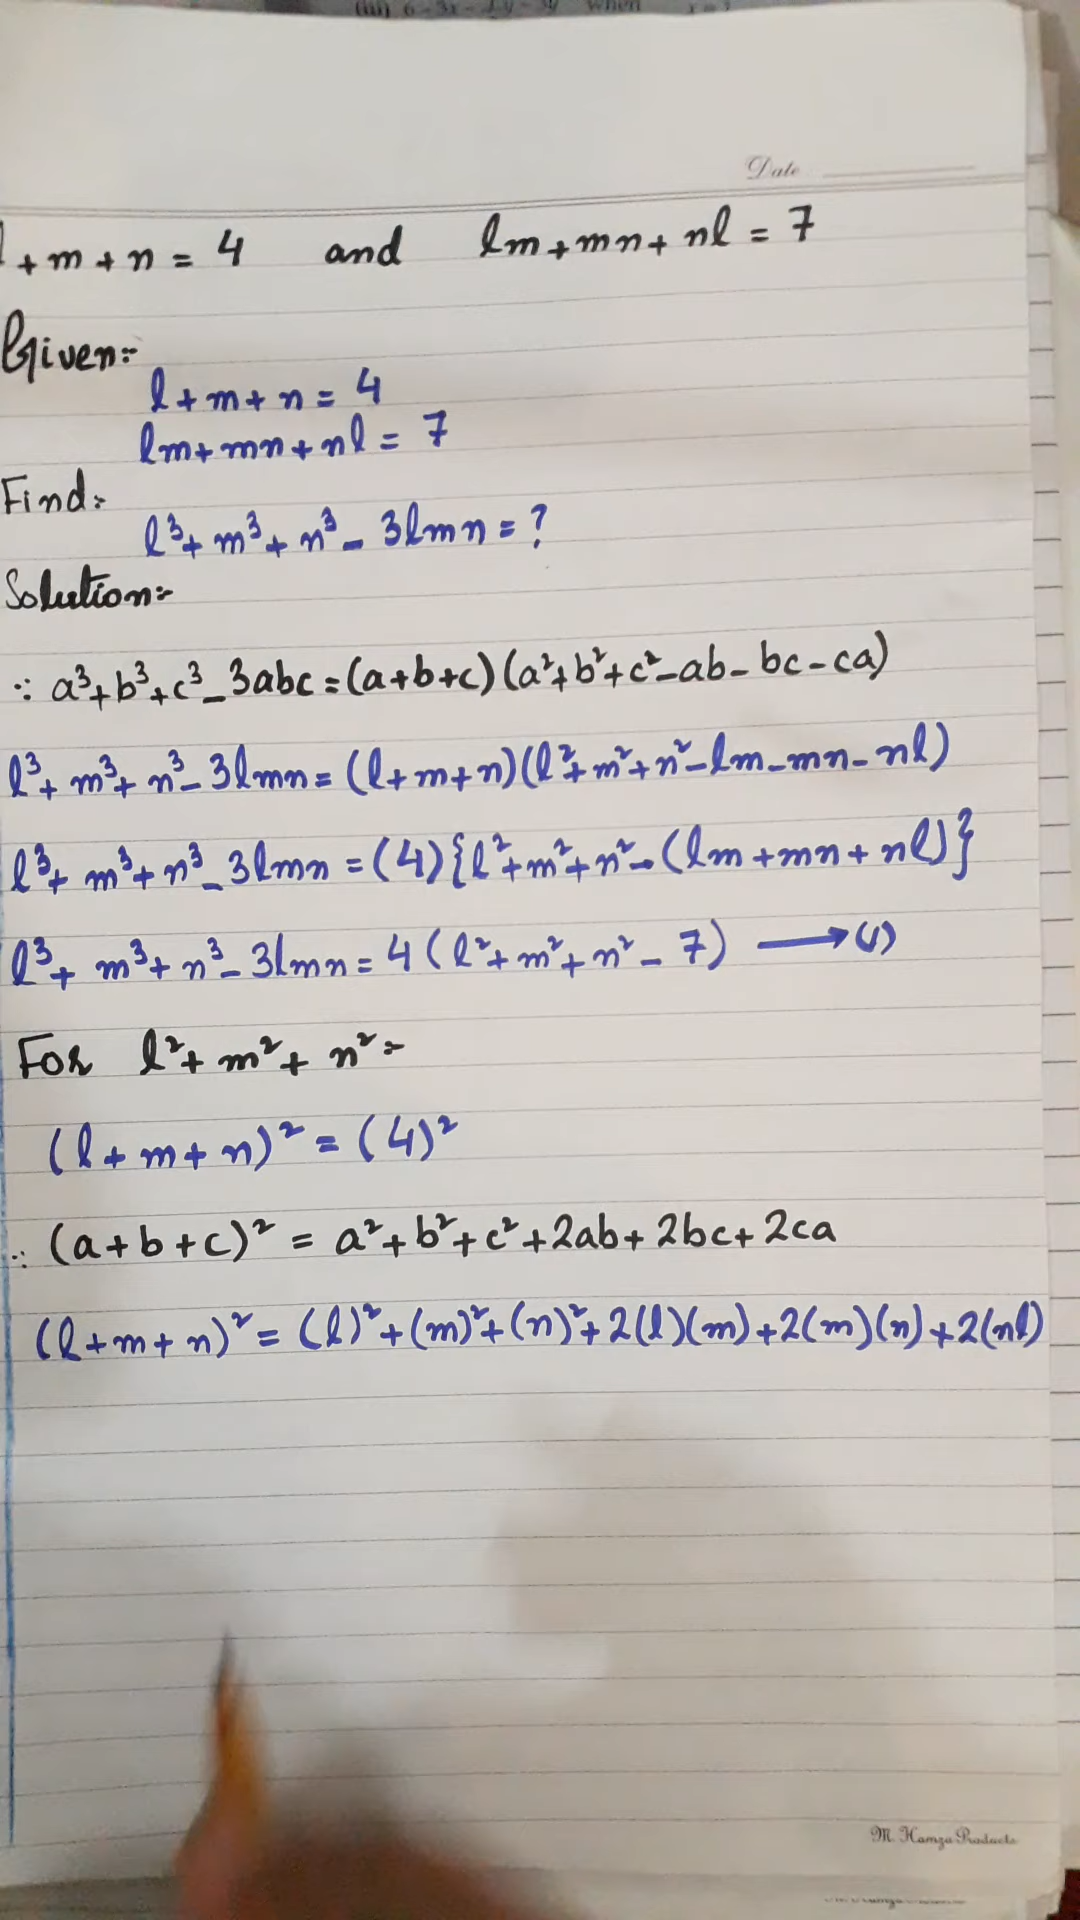 Date
l + m + n = 4 and lm + mn + nl = 7
Given:-
l + m + n = 4
lm + mn + nl = 7
Find:-
l³ + m³ + n³ - 3lmn = ?
Solution:-
∵ a³ + b³ + c³ - 3abc = (a+b+c)(a² + b² + c² - ab - bc - ca)
l³ + m³ + n³ - 3lmn = (l+m+n)(l² + m² + n² - lm - mn - nl)
l³ + m³ + n³ - 3lmn = (4){l² + m² + n² - (lm + mn + nl)}
l³ + m³ + n³ - 3lmn = 4(l² + m² + n² - 7) ⟶ (1)
For l² + m² + n² :-
(l + m + n)² = (4)²
∵ (a + b + c)² = a² + b² + c² + 2ab + 2bc + 2ca
(l + m + n)² = (l)² + (m)² + (n)² + 2(l)(m) + 2(m)(n) + 2(nl)
M. Hamza Products